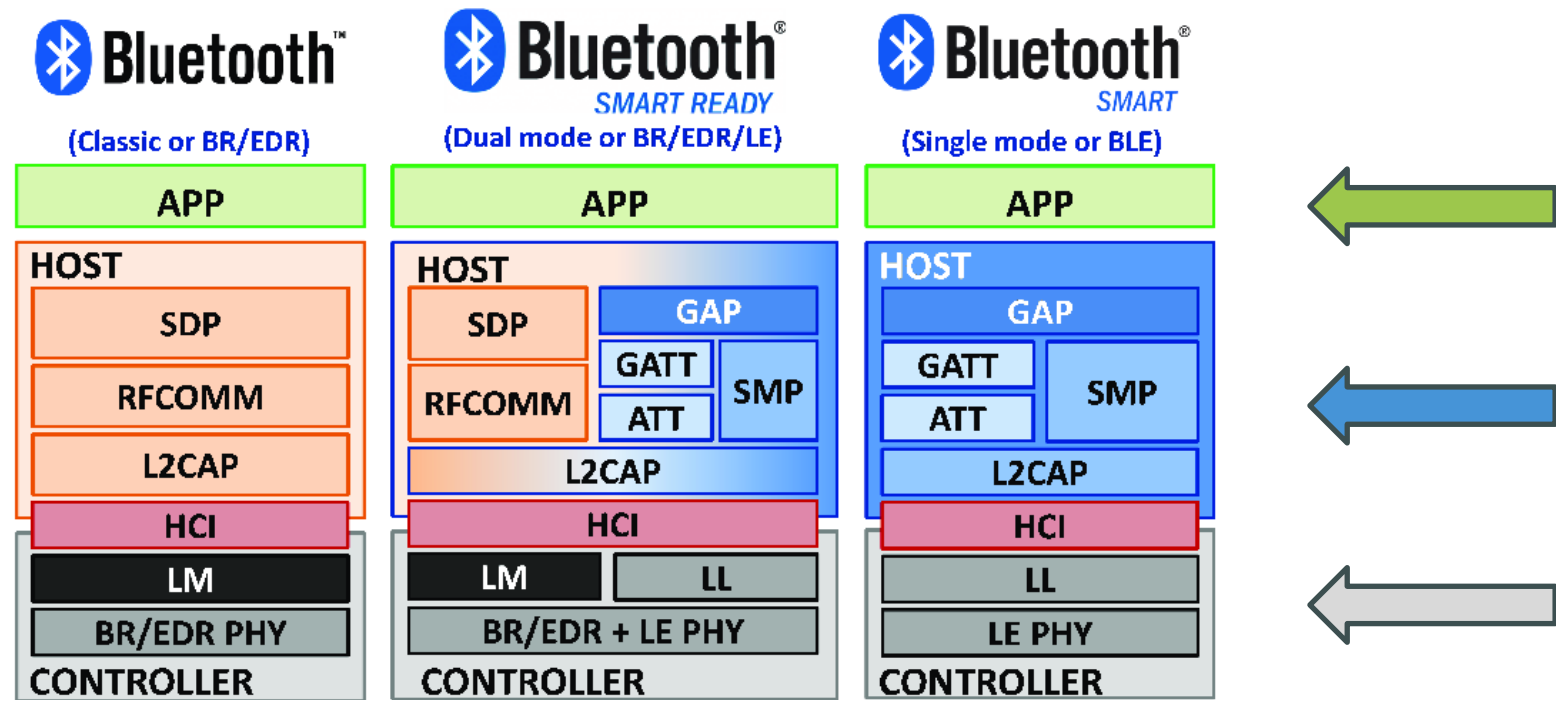 Bluetooth™
(Classic or BR/EDR)
APP
HOST
SDP
RFCOMM
L2CAP
HCI
LM
BR/EDR PHY
CONTROLLER
Bluetooth®
SMART READY
(Dual mode or BR/EDR/LE)
APP
HOST
SDP
GAP
RFCOMM
GATT
SMP
ATT
L2CAP
HCI
LM
LL
BR/EDR + LE PHY
CONTROLLER
Bluetooth®
SMART
(Single mode or BLE)
APP
HOST
GAP
GATT
SMP
ATT
L2CAP
HCI
LL
LE PHY
CONTROLLER